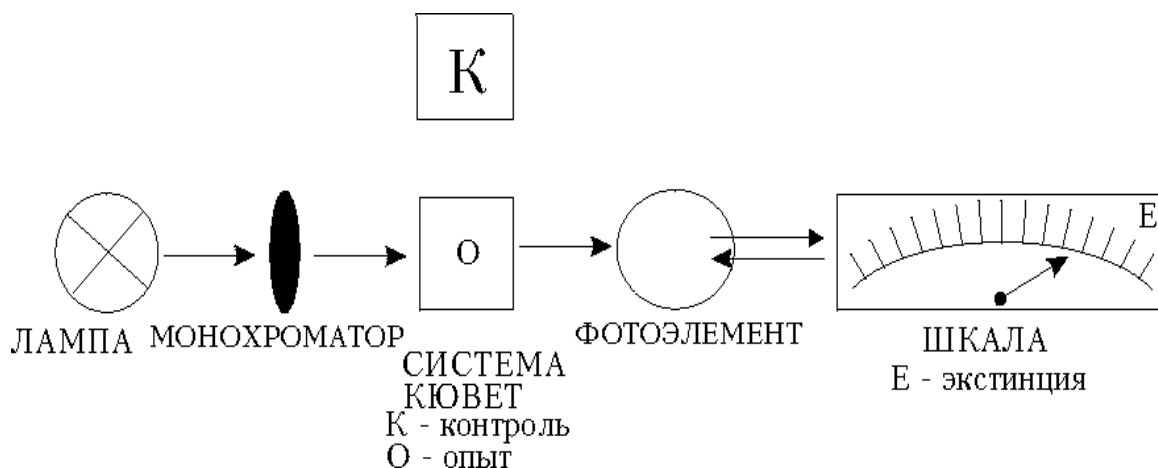 К
О
Е
ЛАМПА
МОНОХРОМАТОР
СИСТЕМА
КЮВЕТ
К - контроль
О - опыт
ФОТОЭЛЕМЕНТ
ШКАЛА
Е - экстинция